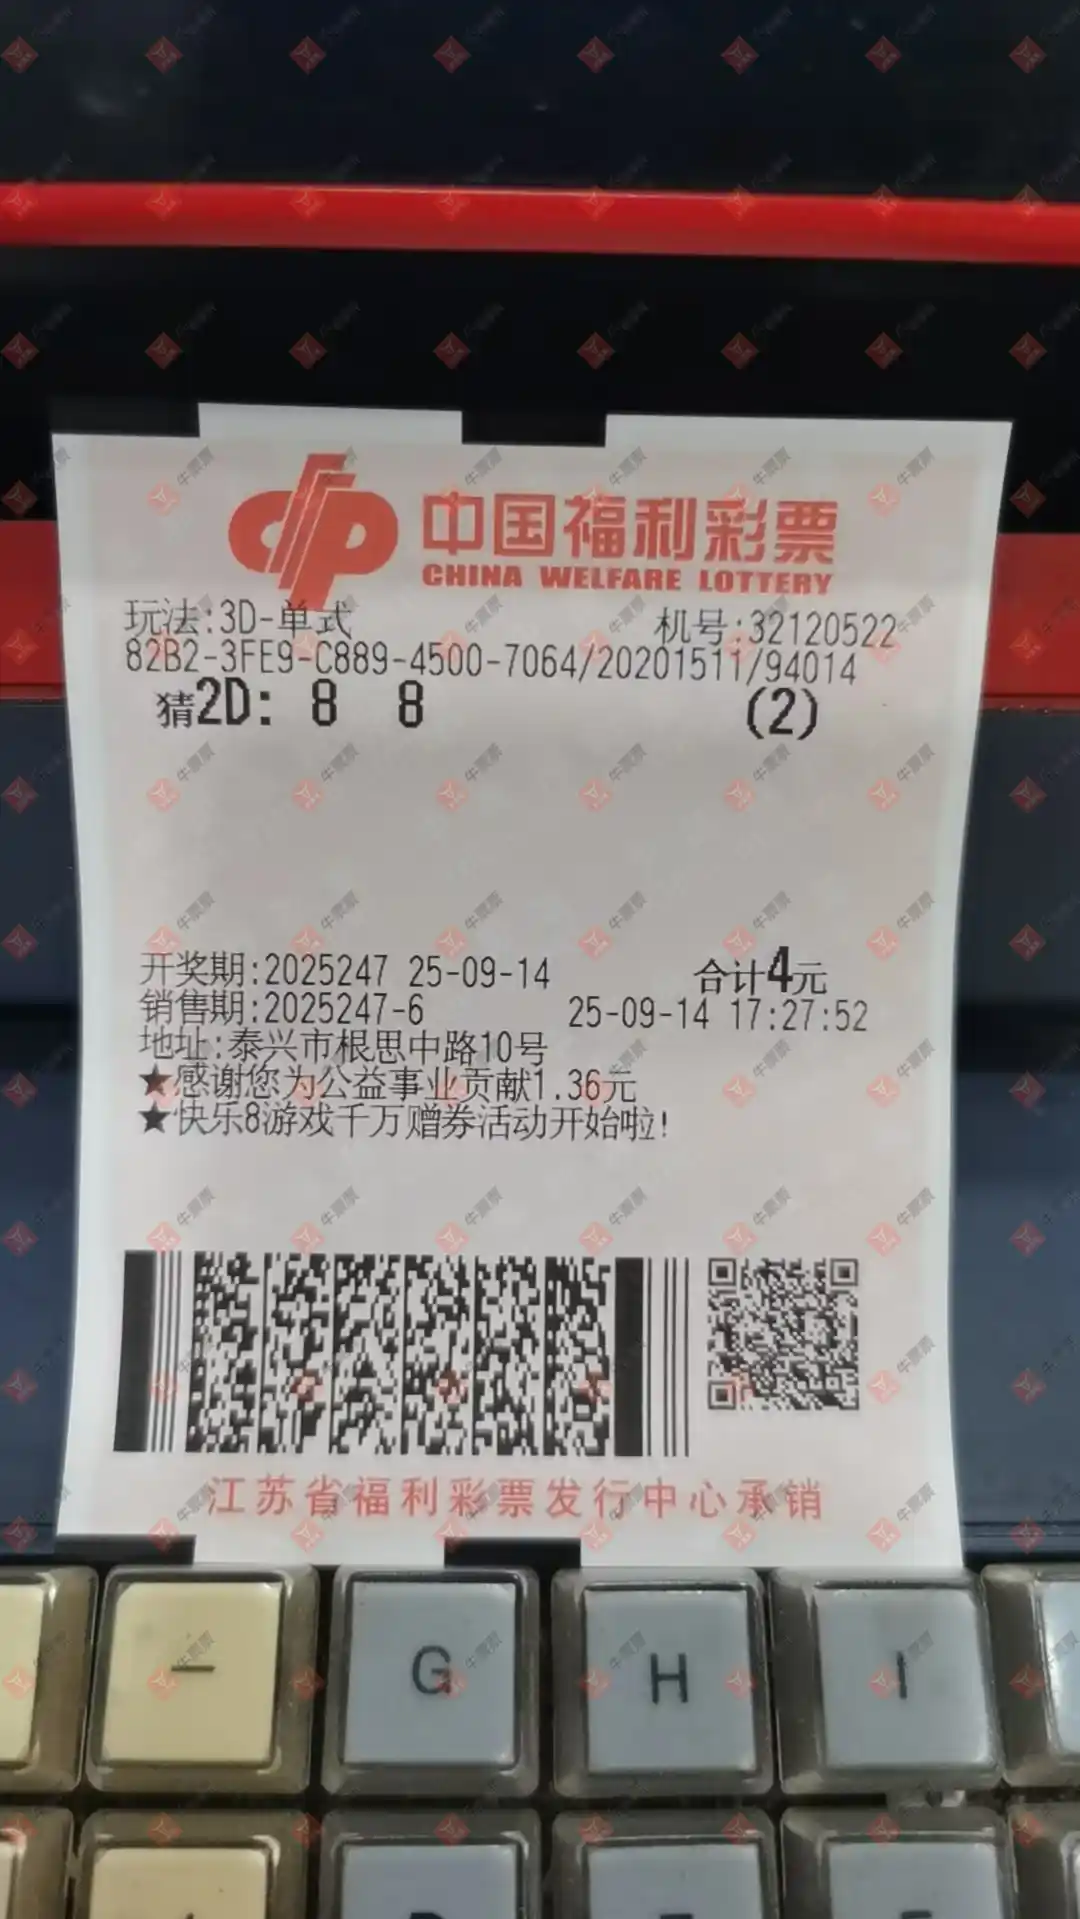 中国福利彩票
CHINA WELFARE LOTTERY
玩法:3D-单式 机号:32120522
82B2-3FE9-C889-4500-7064/20201511/94014
猜2D: 8 8 (2)
开奖期:2025247 25-09-14 合计4元
销售期:2025247-6 25-09-14 17:27:52
地址:泰兴市根思中路10号
★感谢您为公益事业贡献1.36元
★快乐8游戏千万赠券活动开始啦!
江苏省福利彩票发行中心承销
- G H I
牛票票